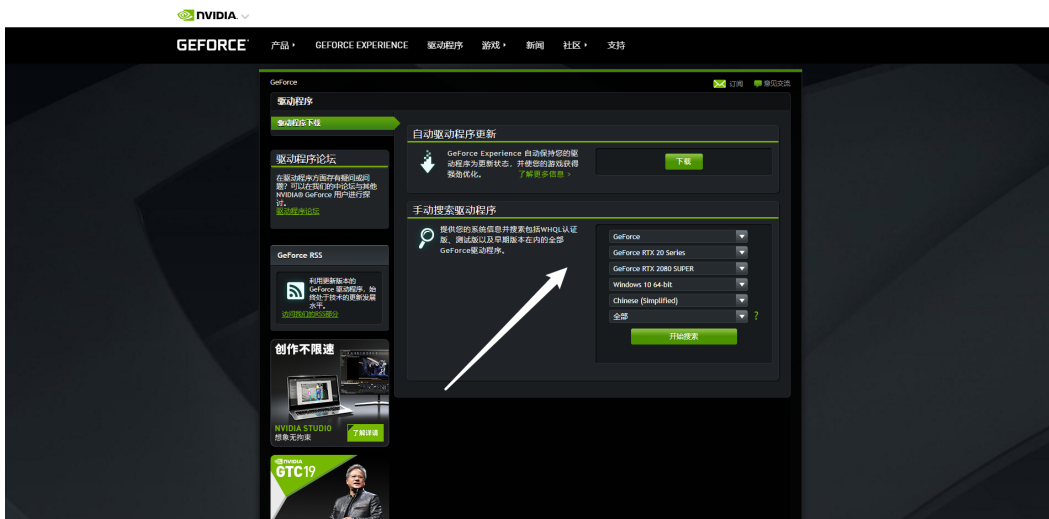 NVIDIA.
GEFORCE
产品
GEFORCE EXPERIENCE
驱动程序
游戏
新闻
社区
支持
GeForce
订阅
意见交流
驱动程序
驱动程序下载
驱动程序论坛
在驱动程序方面存有疑问或问
题？可以在我们的中论坛与其他
NVIDIA® GeForce 用户进行探
讨。
驱动程序论坛
GeForce RSS
利用更新版本的
GeForce 驱动程序，始
终处于技术的更新发展
水平。
访问我们的RSS部分
创作不限速
NVIDIA STUDIO
想象无拘束
了解详请
NVIDIA
GTC19
自动驱动程序更新
GeForce Experience 自动保持您的驱
动程序为更新状态，并使您的游戏获得
强劲优化。 了解更多信息 ›
下载
手动搜索驱动程序
提供您的系统信息并搜索包括WHQL认证
版、测试版以及早期版本在内的全部
GeForce驱动程序。
GeForce
GeForce RTX 20 Series
GeForce RTX 2080 SUPER
Windows 10 64-bit
Chinese (Simplified)
全部
?
开始搜索